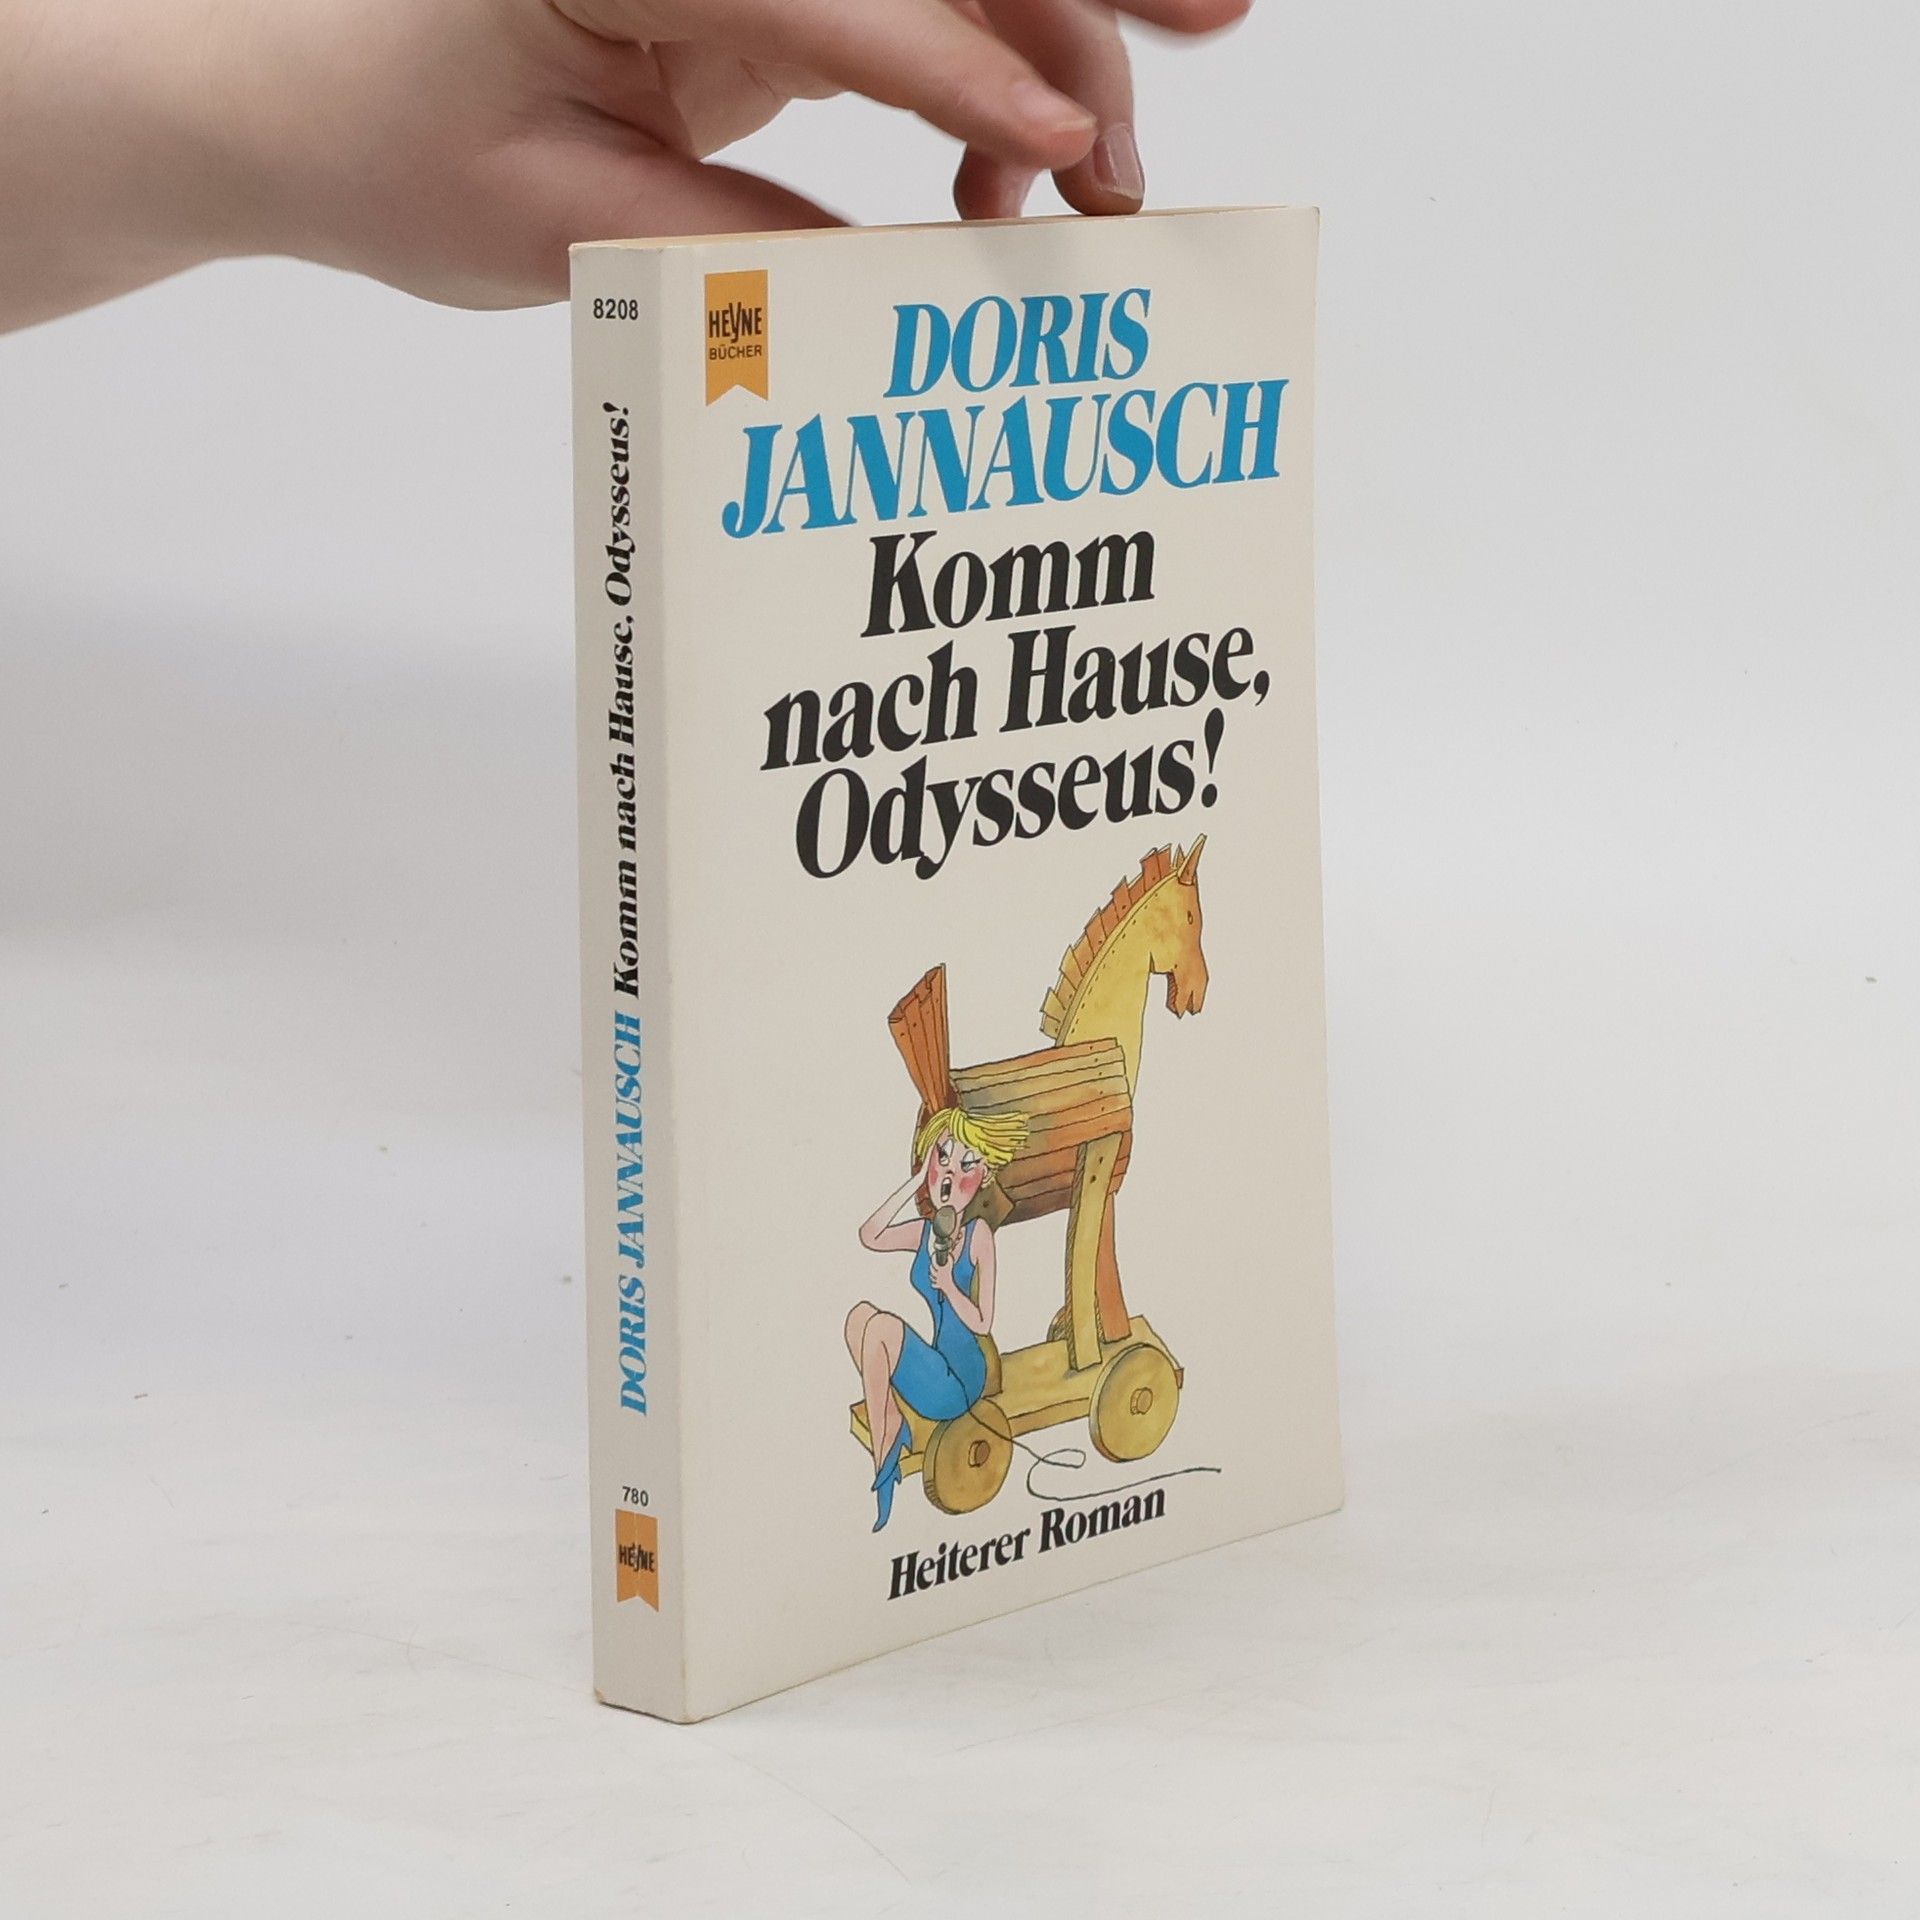 8208
DORIS JANNAUSCH Komm nach Hause, Odysseus!
780
HEYNE
HEYNE
BÜCHER
DORIS
JANNAUSCH
Komm
nach Hause,
Odysseus!
Heiterer Roman